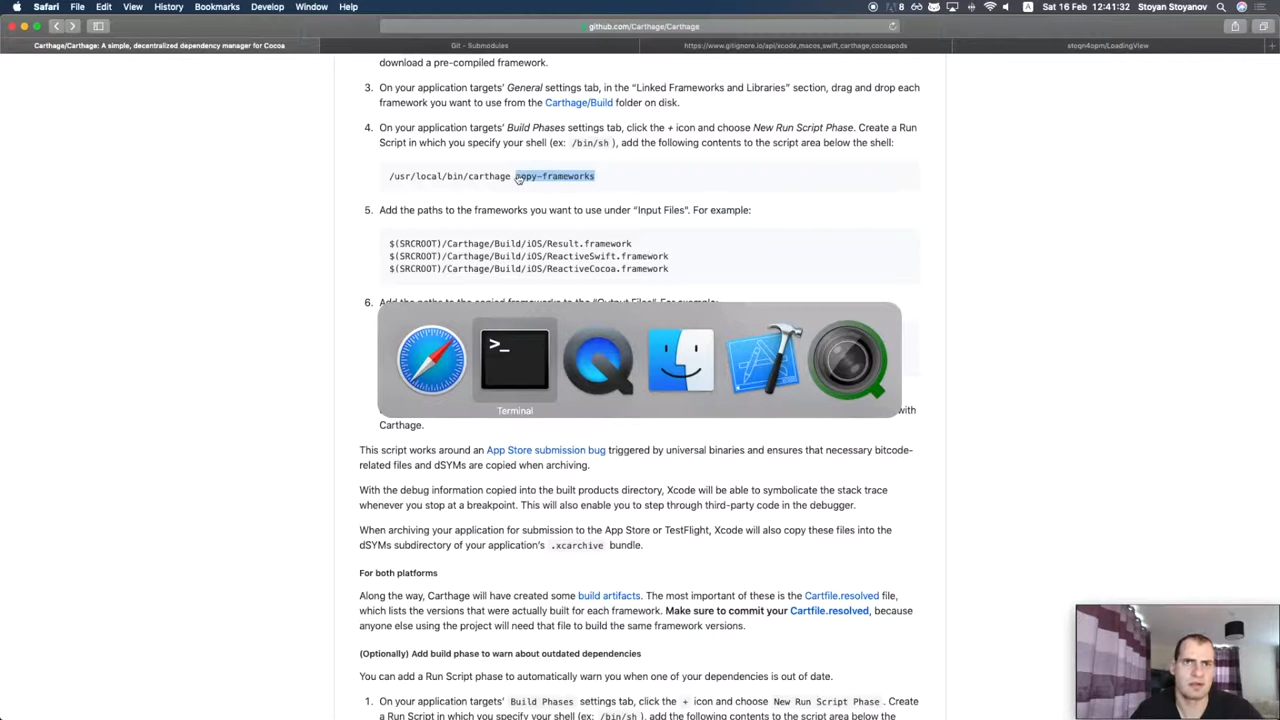 Safari File Edit View History Bookmarks Develop Window Help
8 Sat 16 Feb 12:41:32 Stoyan Stoyanov
github.com/Carthage/Carthage
Carthage/Carthage: A simple, decentralized dependency manager for Cocoa
Git - Submodules
https://www.gitignore.io/api/xcode,macos,swift,carthage,cocoapods
stoqn4opm/LoadingView
download a pre-compiled framework.
3. On your application targets' General settings tab, in the “Linked Frameworks and Libraries” section, drag and drop each
framework you want to use from the Carthage/Build folder on disk.
4. On your application targets' Build Phases settings tab, click the + icon and choose New Run Script Phase. Create a Run
Script in which you specify your shell (ex: /bin/sh ), add the following contents to the script area below the shell:
/usr/local/bin/carthage copy-frameworks
5. Add the paths to the frameworks you want to use under “Input Files”. For example:
$(SRCROOT)/Carthage/Build/iOS/Result.framework
$(SRCROOT)/Carthage/Build/iOS/ReactiveSwift.framework
$(SRCROOT)/Carthage/Build/iOS/ReactiveCocoa.framework
6. Add the paths to the copied frameworks to the “Output Files”. For example:
Terminal
with
Carthage.
This script works around an App Store submission bug triggered by universal binaries and ensures that necessary bitcode-
related files and dSYMs are copied when archiving.
With the debug information copied into the built products directory, Xcode will be able to symbolicate the stack trace
whenever you stop at a breakpoint. This will also enable you to step through third-party code in the debugger.
When archiving your application for submission to the App Store or TestFlight, Xcode will also copy these files into the
dSYMs subdirectory of your application's .xcarchive bundle.
For both platforms
Along the way, Carthage will have created some build artifacts. The most important of these is the Cartfile.resolved file,
which lists the versions that were actually built for each framework. Make sure to commit your Cartfile.resolved, because
anyone else using the project will need that file to build the same framework versions.
(Optionally) Add build phase to warn about outdated dependencies
You can add a Run Script phase to automatically warn you when one of your dependencies is out of date.
1. On your application targets' Build Phases settings tab, click the + icon and choose New Run Script Phase . Create
a Run Script in which you specify your shell (ex: /bin/sh ), add the following contents to the script area below the